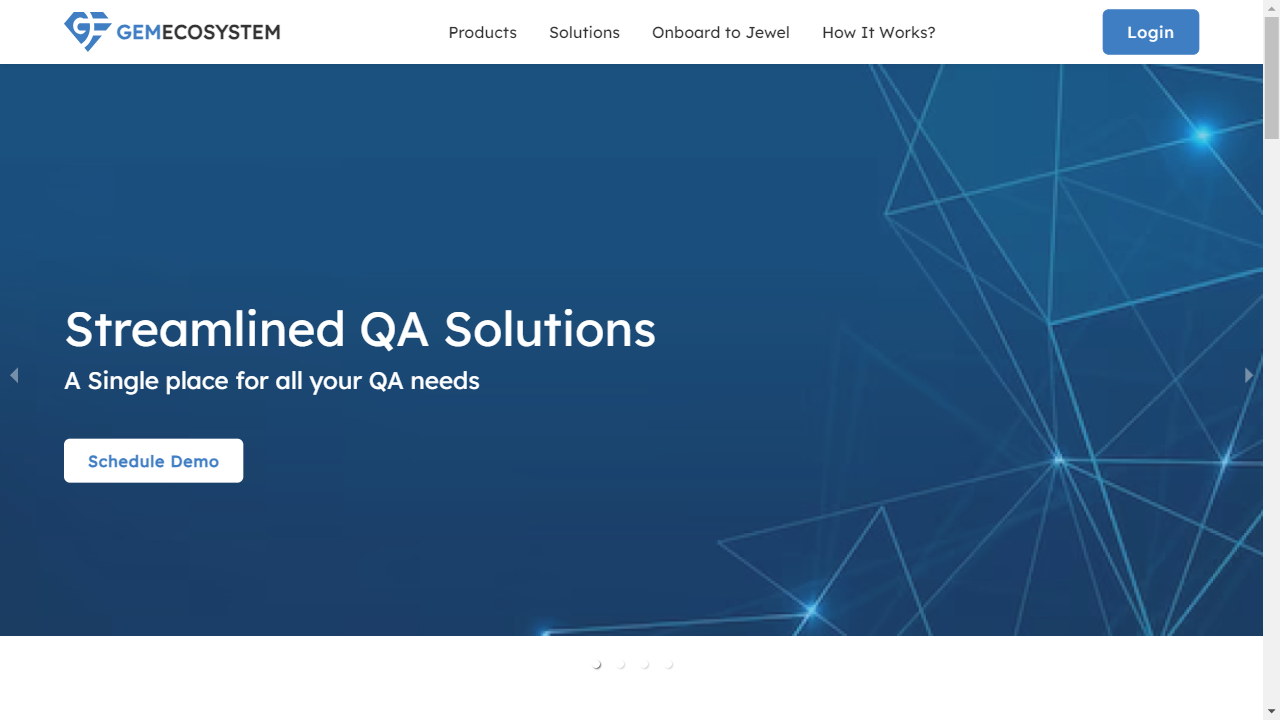 GEMECOSYSTEM
Products
Solutions
Onboard to Jewel
How It Works?
Login
Streamlined QA Solutions
A Single place for all your QA needs
Schedule Demo